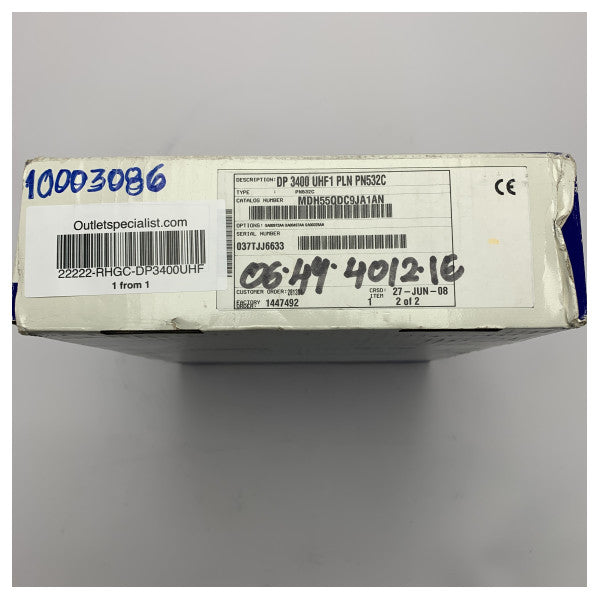 10003086
Outletspecialist.com
22222-RHGC-DP3400UHF
1 from 1
DESCRIPTION: DP 3400 UHF1 PLN PN532C
TYPE : PN532C
CATALOG NUMBER MDH55QDC9JA1AN
OPTIONS:
SERIAL NUMBER
037TJJ6633
06.49.4012.16
CUSTOMER ORDER:
CRSD: 27-JUN-08
FACTORY ORDER: 1447492
ITEM 1 2 of 2
CE